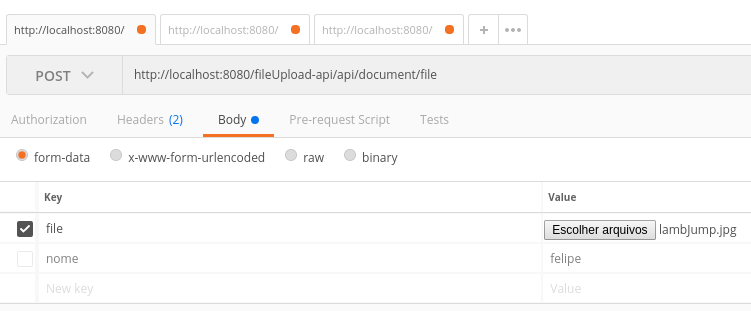 http://localhost:8080/ http://localhost:8080/ http://localhost:8080/
POST http://localhost:8080/fileUpload-api/api/document/file
Authorization Headers (2) Body Pre-request Script Tests
form-data x-www-form-urlencoded raw binary
Key Value
file Escolher arquivos lambJump.jpg
nome felipe
New key Value